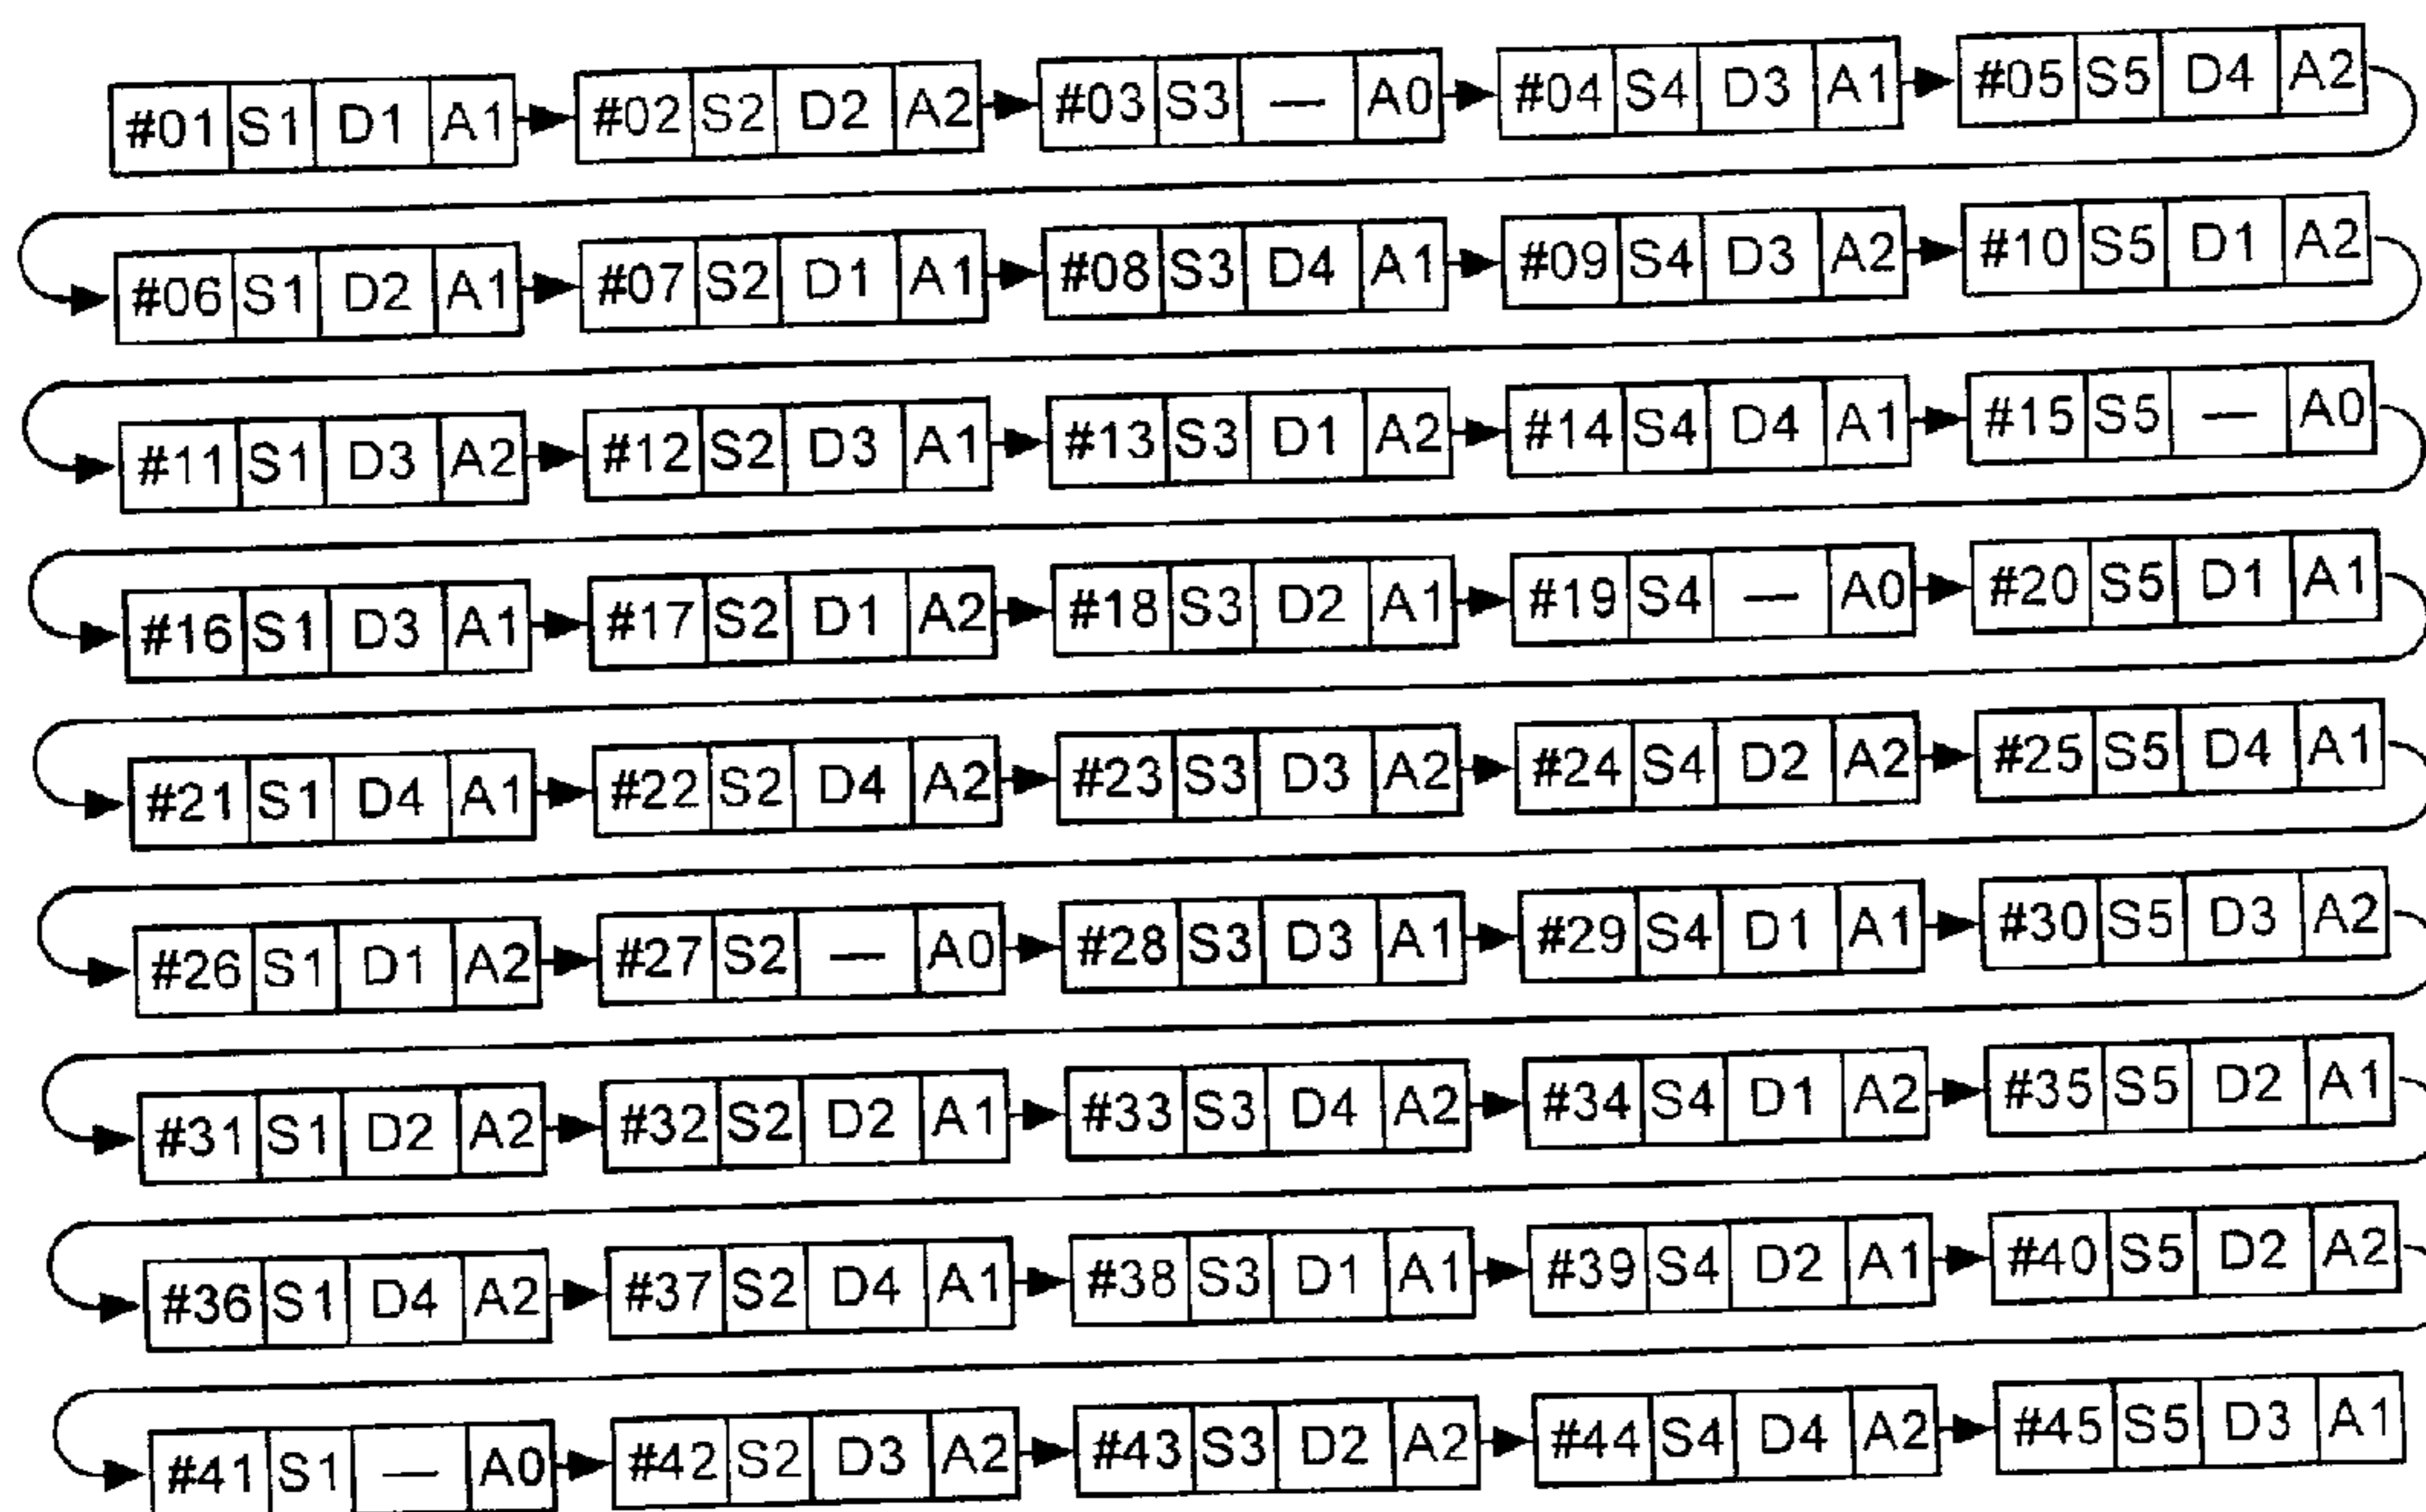 #01 S1 D1 A1 #02 S2 D2 A2 #03 S3 — A0 #04 S4 D3 A1 #05 S5 D4 A2
#06 S1 D2 A1 #07 S2 D1 A1 #08 S3 D4 A1 #09 S4 D3 A2 #10 S5 D1 A2
#11 S1 D3 A2 #12 S2 D3 A1 #13 S3 D1 A2 #14 S4 D4 A1 #15 S5 — A0
#16 S1 D3 A1 #17 S2 D1 A2 #18 S3 D2 A1 #19 S4 — A0 #20 S5 D1 A1
#21 S1 D4 A1 #22 S2 D4 A2 #23 S3 D3 A2 #24 S4 D2 A2 #25 S5 D4 A1
#26 S1 D1 A2 #27 S2 — A0 #28 S3 D3 A1 #29 S4 D1 A1 #30 S5 D3 A2
#31 S1 D2 A2 #32 S2 D2 A1 #33 S3 D4 A2 #34 S4 D1 A2 #35 S5 D2 A1
#36 S1 D4 A2 #37 S2 D4 A1 #38 S3 D1 A1 #39 S4 D2 A1 #40 S5 D2 A2
#41 S1 — A0 #42 S2 D3 A2 #43 S3 D2 A2 #44 S4 D4 A2 #45 S5 D3 A1